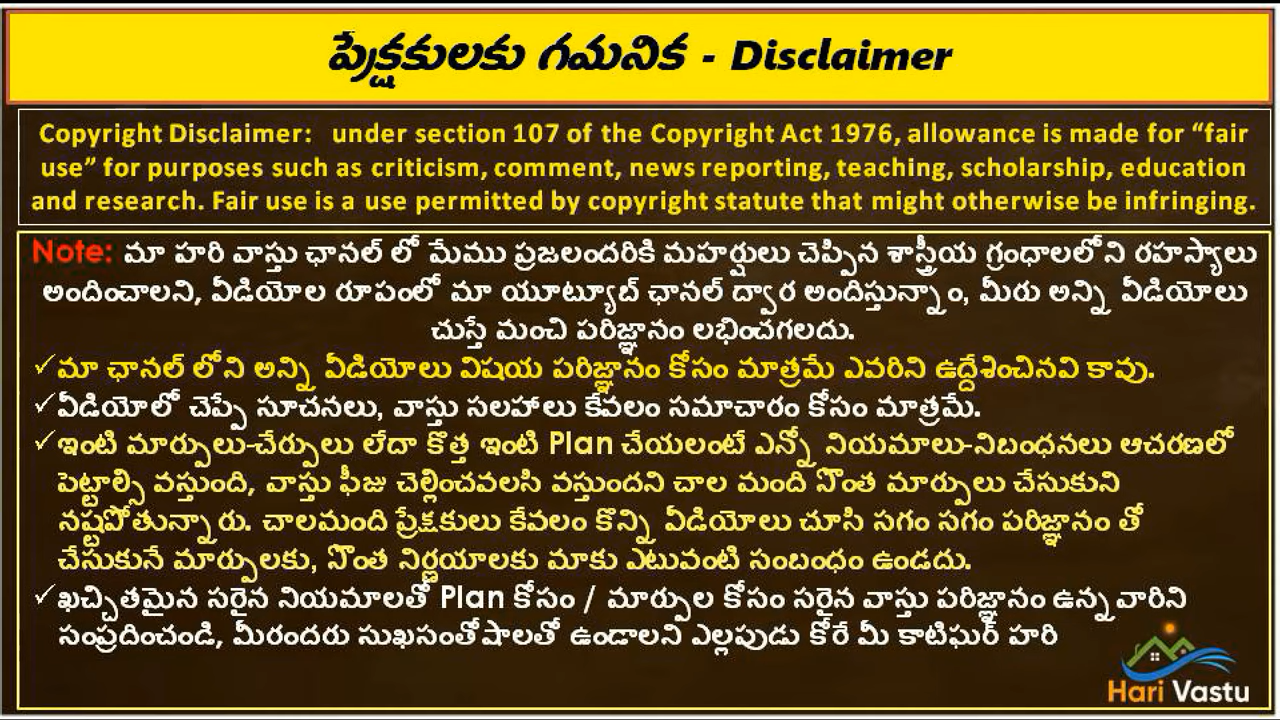 ప్రేక్షకులకు గమనిక - Disclaimer
Copyright Disclaimer: under section 107 of the Copyright Act 1976, allowance is made for “fair
use” for purposes such as criticism, comment, news reporting, teaching, scholarship, education
and research. Fair use is a use permitted by copyright statute that might otherwise be infringing.
Note: మా హరి వాస్తు ఛానల్ లో మేము ప్రజలందరికి మహర్షులు చెప్పిన శాస్త్రీయ గ్రంధాలలోని రహస్యాలు
అందించాలని, వీడియోల రూపంలో మా యూట్యూబ్ ఛానల్ ద్వార అందిస్తున్నాం, మీరు అన్ని వీడియోలు
చుస్తే మంచి పరిజ్ఞానం లభించగలదు.
✓మా ఛానల్ లోని అన్ని వీడియోలు విషయ పరిజ్ఞానం కోసం మాత్రమే ఎవరిని ఉద్దేశించినవి కావు.
✓వీడియోలో చెప్పే సూచనలు, వాస్తు సలహాలు కేవలం సమాచారం కోసం మాత్రమే.
✓ఇంటి మార్పులు-చేర్పులు లేదా కొత్త ఇంటి Plan చేయలంటే ఎన్నో నియమాలు-నిబంధనలు ఆచరణలో
పెట్టాల్సి వస్తుంది, వాస్తు ఫీజు చెల్లించవలసి వస్తుందని చాల మంది సొంత మార్పులు చేసుకుని
నష్టపోతున్నారు. చాలమంది ప్రేక్షకులు కేవలం కొన్ని వీడియోలు చూసి సగం సగం పరిజ్ఞానం తో
చేసుకునే మార్పులకు, సొంత నిర్ణయాలకు మాకు ఎటువంటి సంబంధం ఉండదు.
✓ఖచ్చితమైన సరైన నియమాలతో Plan కోసం / మార్పుల కోసం సరైన వాస్తు పరిజ్ఞానం ఉన్నవారిని
సంప్రదించండి, మీరందరు సుఖసంతోషాలతో ఉండాలని ఎల్లపుడు కోరే మీ కాటిఘర్ హరి
Hari Vastu